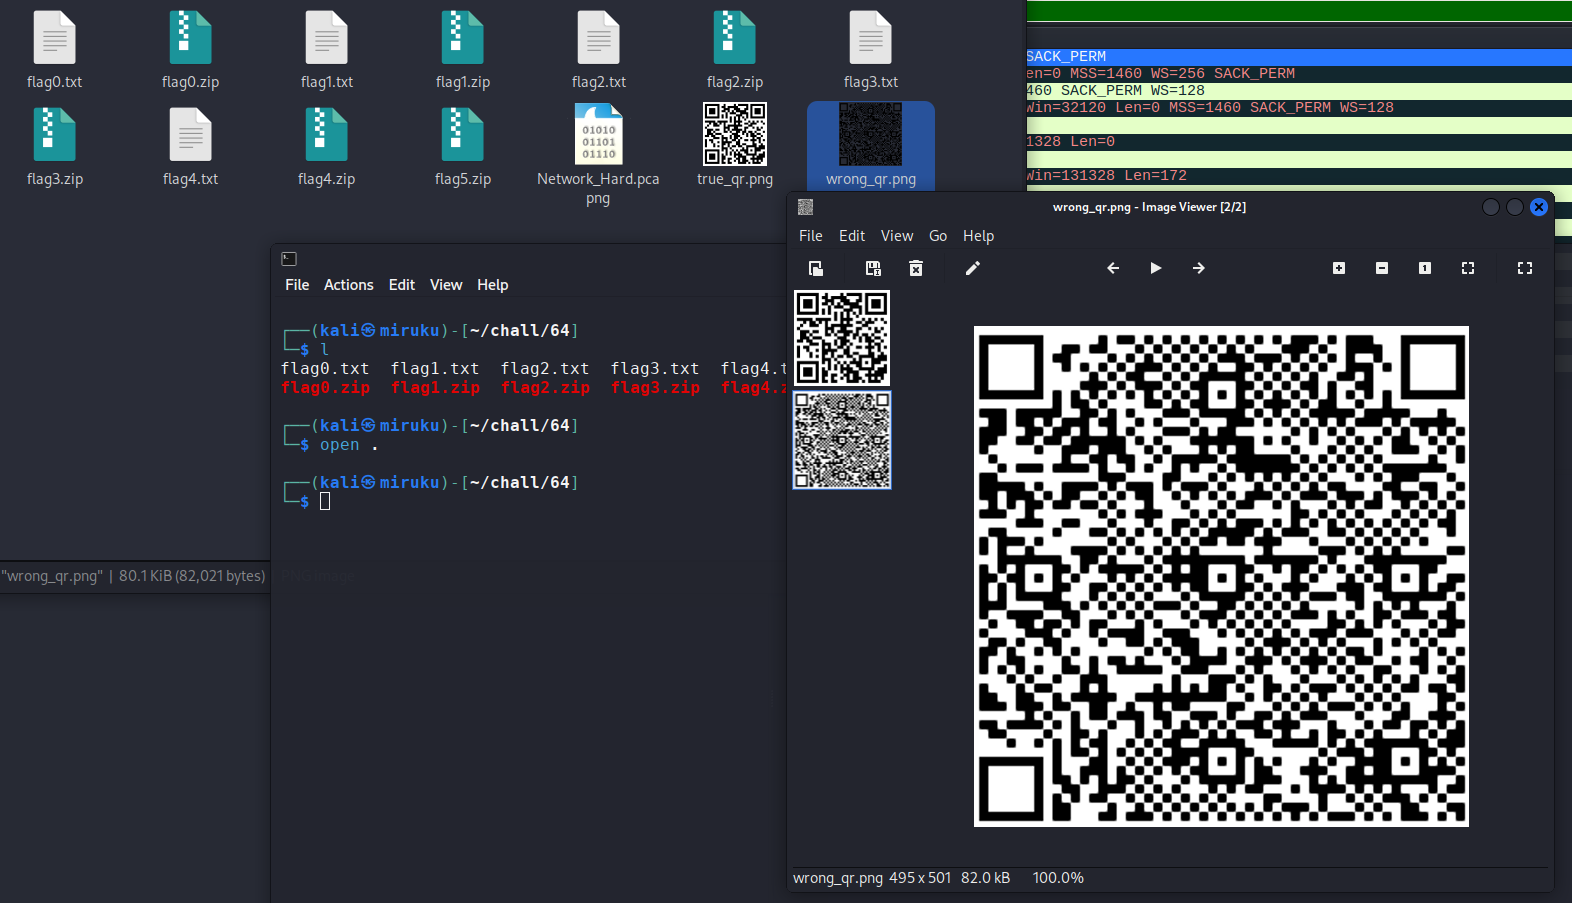 flag0.txt flag0.zip flag1.txt flag1.zip flag2.txt flag2.zip flag3.txt
flag3.zip flag4.txt flag4.zip flag5.zip Network_Hard.pca
png true_qr.png wrong_qr.png
SACK_PERM
en=0 MSS=1460 WS=256 SACK_PERM
460 SACK_PERM WS=128
Win=32120 Len=0 MSS=1460 SACK_PERM WS=128
1328 Len=0
Win=131328 Len=172
wrong_qr.png - Image Viewer [2/2]
File Edit View Go Help
File Actions Edit View Help
┌──(kali㉿miruku)-[~/chall/64]
└─$ l
flag0.txt flag1.txt flag2.txt flag3.txt flag4.t
flag0.zip flag1.zip flag2.zip flag3.zip flag4.z
┌──(kali㉿miruku)-[~/chall/64]
└─$ open .
┌──(kali㉿miruku)-[~/chall/64]
└─$
"wrong_qr.png" | 80.1 KiB (82,021 bytes)
wrong_qr.png 495 x 501 82.0 kB 100.0%